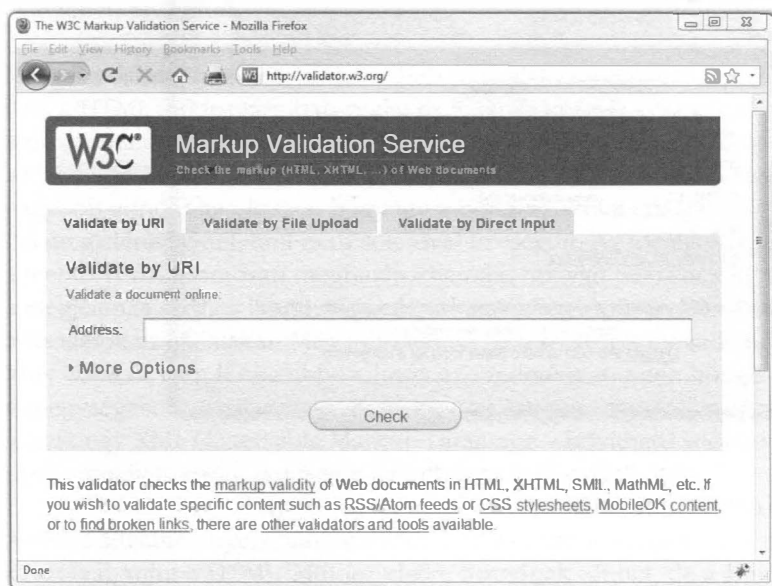 The W3C Markup Validation Service - Mozilla Firefox
File Edit View History Bookmarks Tools Help
W3 http://validator.w3.org/
W3C® Markup Validation Service
Check the markup (HTML, XHTML, ...) of Web documents
Validate by URI Validate by File Upload Validate by Direct Input
Validate by URI
Validate a document online:
Address:
More Options
Check
This validator checks the markup validity of Web documents in HTML, XHTML, SMIL, MathML, etc. If
you wish to validate specific content such as RSS/Atom feeds or CSS stylesheets, MobileOK content,
or to find broken links, there are other validators and tools available.
Done